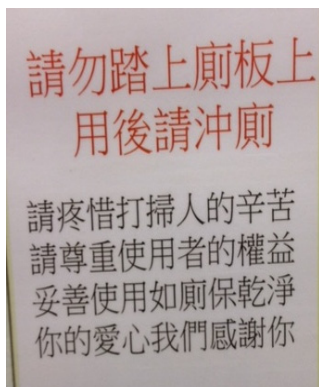 請勿踏上廁板上
用後請沖廁
請疼惜打掃人的辛苦
請尊重使用者的權益
妥善使用如廁保乾淨
你的愛心我們感謝你